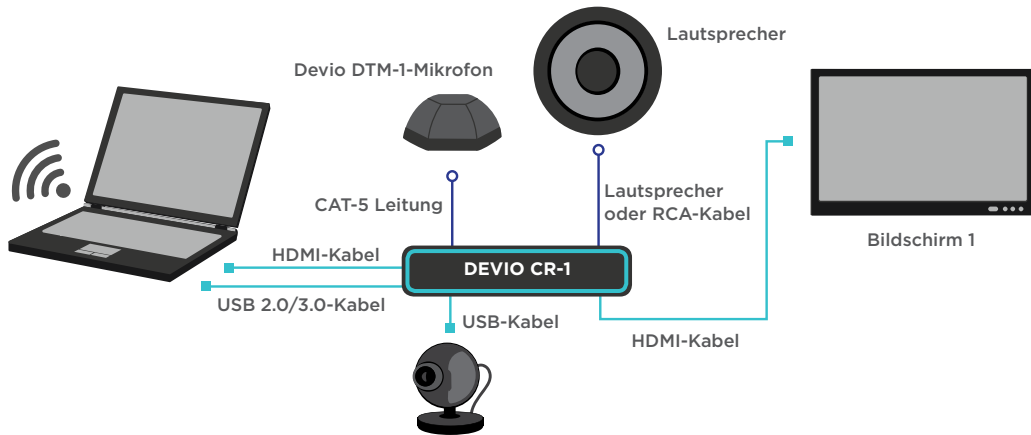 Lautsprecher
Devio DTM-1-Mikrofon
CAT-5 Leitung
Lautsprecher
oder RCA-Kabel
Bildschirm 1
HDMI-Kabel
DEVIO CR-1
USB 2.0/3.0-Kabel
USB-Kabel
HDMI-Kabel